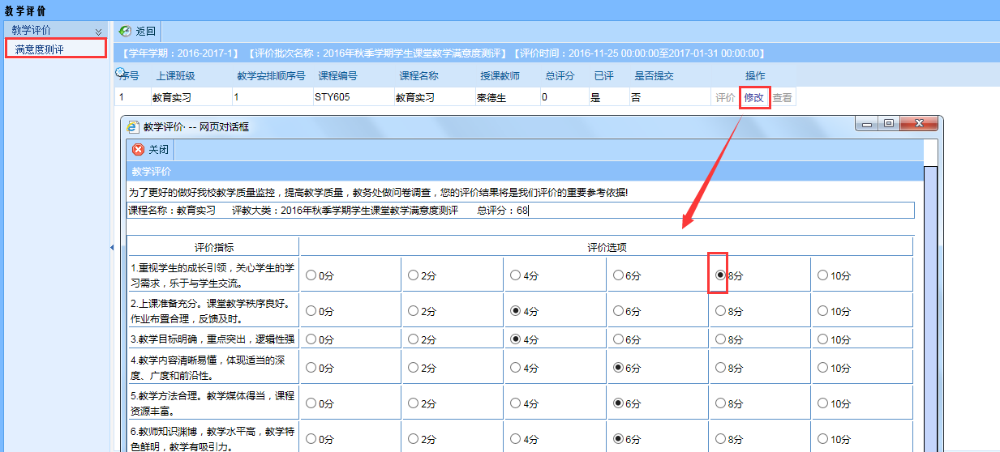 教学评价
教学评价
满意度测评
返回
【学年学期：2016-2017-1】【评价批次名称：2016年秋季学期学生课堂教学满意度测评】【评价时间：2016-11-25 00:00:00至2017-01-31 00:00:00】
序号 上课班级 教学安排顺序号 课程编号 课程名称 授课教师 总评分 已评 是否提交 操作
1 教育实习 1 STY605 教育实习 秦德生 0 是 否 评价 修改 查看
教学评价· -- 网页对话框
关闭
教学评价
为了更好的做好我校教学质量监控，提高教学质量，教务处做问卷调查，您的评价结果将是我们评价的重要参考依据!
课程名称：教育实习 评教大类：2016年秋季学期学生课堂教学满意度测评 总评分：68
评价指标 评价选项
1.重视学生的成长引领，关心学生的学
习需求，乐于与学生交流。
0分 2分 4分 6分 8分 10分
2.上课准备充分。课堂教学秩序良好。
作业布置合理，反馈及时。
0分 2分 4分 6分 8分 10分
3.教学目标明确，重点突出，逻辑性强
0分 2分 4分 6分 8分 10分
4.教学内容清晰易懂，体现适当的深
度、广度和前沿性。
0分 2分 4分 6分 8分 10分
5.教学方法合理。教学媒体得当，课程
资源丰富。
0分 2分 4分 6分 8分 10分
6.教师知识渊博，教学水平高，教学特
色鲜明，教学有吸引力。
0分 2分 4分 6分 8分 10分